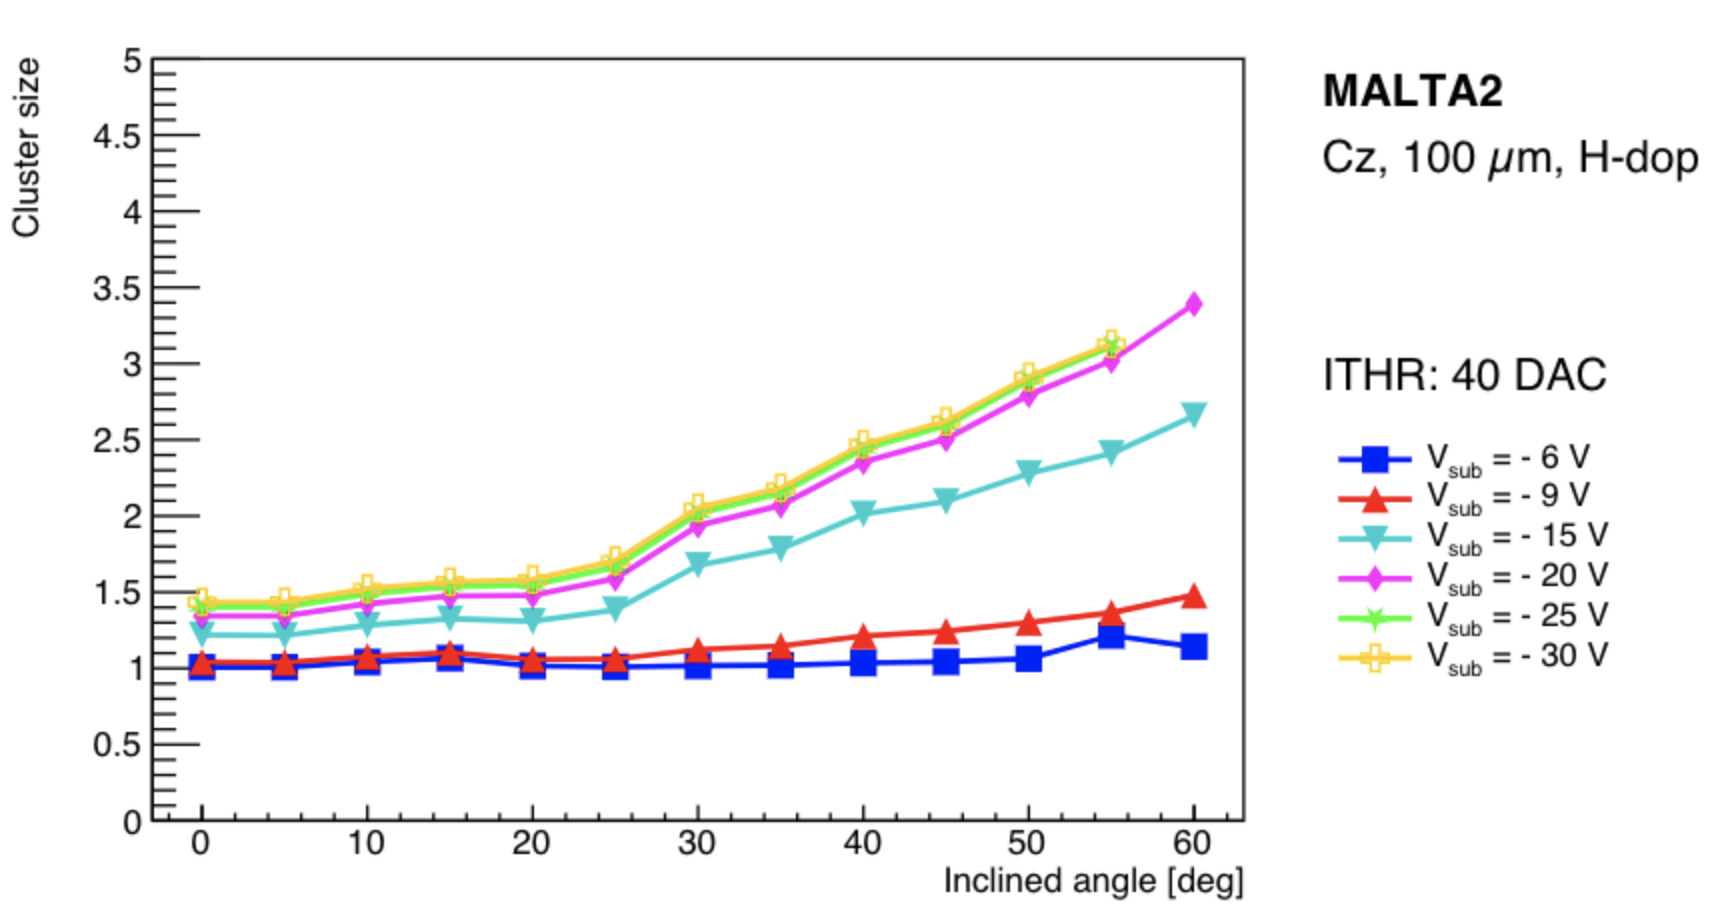 Cluster size
5
4.5
4
3.5
3
2.5
2
1.5
1
0.5
0
0 10 20 30 40 50 60
Inclined angle [deg]
MALTA2
Cz, 100 μm, H-dop
ITHR: 40 DAC
Vsub = - 6 V
Vsub = - 9 V
Vsub = - 15 V
Vsub = - 20 V
Vsub = - 25 V
Vsub = - 30 V